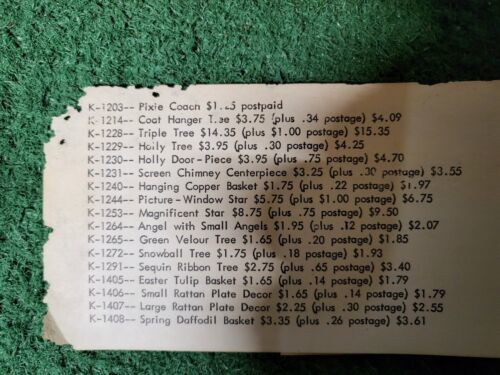 K-1203-- Pixie Coach $1.25 postpaid
K-1214-- Coat Hanger Tree $3.75 (plus .34 postage) $4.09
K-1228-- Triple Tree $14.35 (plus $1.00 postage) $15.35
K-1229-- Holly Tree $3.95 (plus .30 postage) $4.25
K-1230-- Holly Door-Piece $3.95 (plus .75 postage) $4.70
K-1231-- Screen Chimney Centerpiece $3.25 (plus .30 postage) $3.55
K-1240-- Hanging Copper Basket $1.75 (plus .22 postage) $1.97
K-1244-- Picture-Window Star $5.75 (plus $1.00 postage) $6.75
K-1253-- Magnificent Star $8.75 (plus .75 postage) $9.50
K-1264-- Angel with Small Angels $1.95 (plus .12 postage) $2.07
K-1265-- Green Velour Tree $1.65 (plus .20 postage) $1.85
K-1272-- Snowball Tree $1.75 (plus .18 postage) $1.93
K-1291-- Sequin Ribbon Tree $2.75 (plus .65 postage) $3.40
K-1405-- Easter Tulip Basket $1.65 (plus .14 postage) $1.79
K-1406-- Small Rattan Plate Decor $1.65 (plus .14 postage) $1.79
K-1407-- Large Rattan Plate Decor $2.25 (plus .30 postage) $2.55
K-1408-- Spring Daffodil Basket $3.35 (plus .26 postage) $3.61